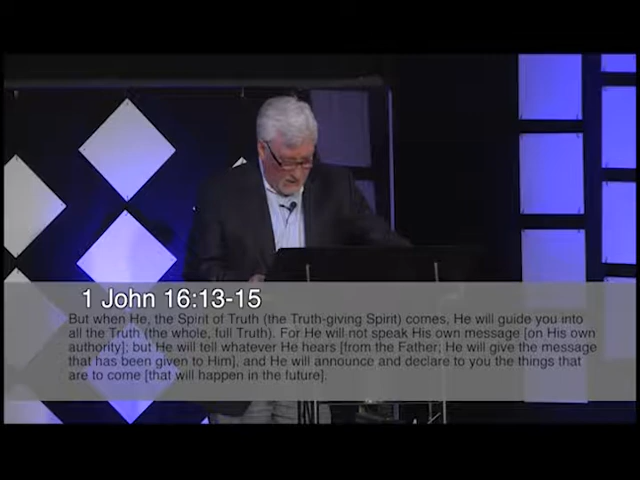 1 John 16:13-15
But when He, the Spirit of Truth (the Truth-giving Spirit) comes, He will guide you into
all the Truth (the whole, full Truth). For He will not speak His own message [on His own
authority]; but He will tell whatever He hears [from the Father; He will give the message
that has been given to Him], and He will announce and declare to you the things that
are to come [that will happen in the future].